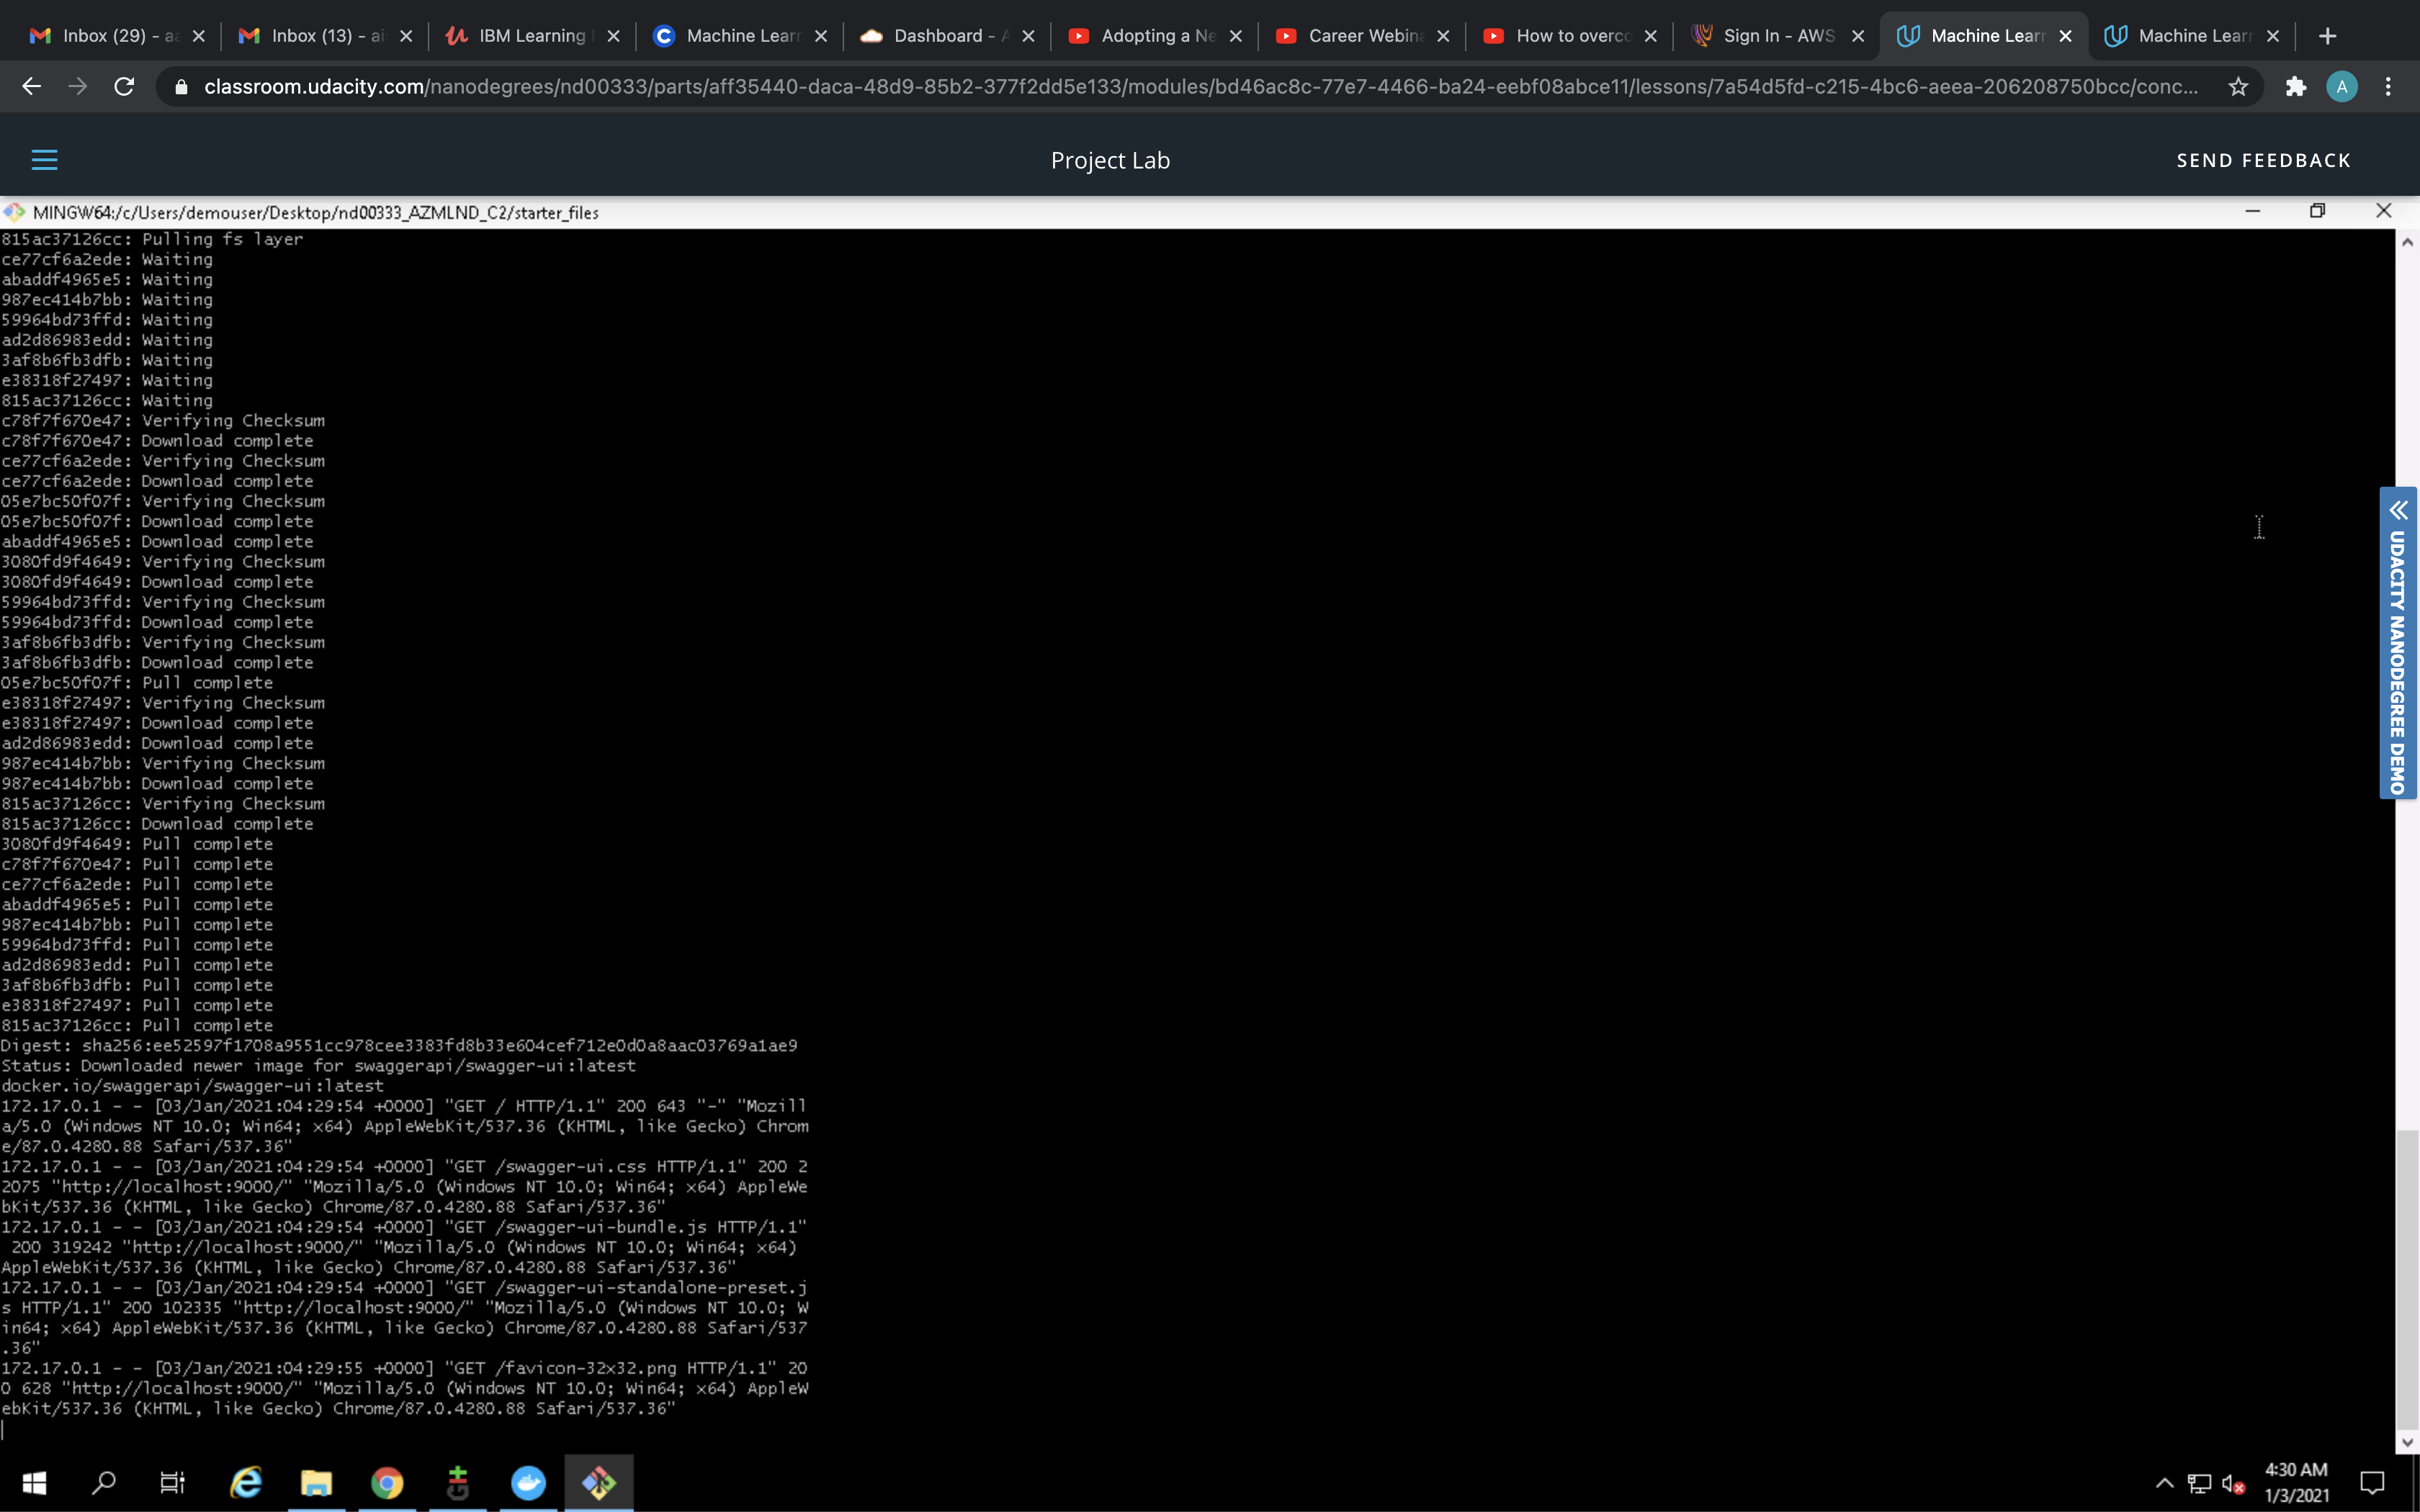 Inbox (29) - aa
Inbox (13) - ai
IBM Learning
Machine Lear
Dashboard - A
Adopting a Ne
Career Webina
How to overco
Sign In - AWS
Machine Lear
Machine Lear
classroom.udacity.com/nanodegrees/nd00333/parts/aff35440-daca-48d9-85b2-377f2dd5e133/modules/bd46ac8c-77e7-4466-ba24-eebf08abce11/lessons/7a54d5fd-c215-4bc6-aeea-206208750bcc/conc...
A
Project Lab
SEND FEEDBACK
MINGW64:/c/Users/demouser/Desktop/nd00333_AZMLND_C2/starter_files
815ac37126cc: Pulling fs layer
ce77cf6a2ede: Waiting
abaddf4965e5: Waiting
987ec414b7bb: Waiting
59964bd73ffd: Waiting
ad2d86983edd: Waiting
3af8b6fb3dfb: Waiting
e38318f27497: Waiting
815ac37126cc: Waiting
c78f7f670e47: Verifying Checksum
c78f7f670e47: Download complete
ce77cf6a2ede: Verifying Checksum
ce77cf6a2ede: Download complete
05e7bc50f07f: Verifying Checksum
05e7bc50f07f: Download complete
abaddf4965e5: Download complete
3080fd9f4649: Verifying Checksum
3080fd9f4649: Download complete
59964bd73ffd: Verifying Checksum
59964bd73ffd: Download complete
3af8b6fb3dfb: Verifying Checksum
3af8b6fb3dfb: Download complete
05e7bc50f07f: Pull complete
e38318f27497: Verifying Checksum
e38318f27497: Download complete
ad2d86983edd: Download complete
987ec414b7bb: Verifying Checksum
987ec414b7bb: Download complete
815ac37126cc: Verifying Checksum
815ac37126cc: Download complete
3080fd9f4649: Pull complete
c78f7f670e47: Pull complete
ce77cf6a2ede: Pull complete
abaddf4965e5: Pull complete
987ec414b7bb: Pull complete
59964bd73ffd: Pull complete
ad2d86983edd: Pull complete
3af8b6fb3dfb: Pull complete
e38318f27497: Pull complete
815ac37126cc: Pull complete
Digest: sha256:ee52597f1708a9551cc978cee3383fd8b33e604cef712e0d0a8aac03769a1ae9
Status: Downloaded newer image for swaggerapi/swagger-ui:latest
docker.io/swaggerapi/swagger-ui:latest
172.17.0.1 - - [03/Jan/2021:04:29:54 +0000] "GET / HTTP/1.1" 200 643 "-" "Mozill
a/5.0 (Windows NT 10.0; Win64; x64) AppleWebKit/537.36 (KHTML, like Gecko) Chrom
e/87.0.4280.88 Safari/537.36"
172.17.0.1 - - [03/Jan/2021:04:29:54 +0000] "GET /swagger-ui.css HTTP/1.1" 200 2
2075 "http://localhost:9000/" "Mozilla/5.0 (Windows NT 10.0; Win64; x64) AppleWe
bKit/537.36 (KHTML, like Gecko) Chrome/87.0.4280.88 Safari/537.36"
172.17.0.1 - - [03/Jan/2021:04:29:54 +0000] "GET /swagger-ui-bundle.js HTTP/1.1"
 200 319242 "http://localhost:9000/" "Mozilla/5.0 (Windows NT 10.0; Win64; x64)
AppleWebKit/537.36 (KHTML, like Gecko) Chrome/87.0.4280.88 Safari/537.36"
172.17.0.1 - - [03/Jan/2021:04:29:54 +0000] "GET /swagger-ui-standalone-preset.j
s HTTP/1.1" 200 102335 "http://localhost:9000/" "Mozilla/5.0 (Windows NT 10.0; W
in64; x64) AppleWebKit/537.36 (KHTML, like Gecko) Chrome/87.0.4280.88 Safari/537
.36"
172.17.0.1 - - [03/Jan/2021:04:29:55 +0000] "GET /favicon-32x32.png HTTP/1.1" 20
0 628 "http://localhost:9000/" "Mozilla/5.0 (Windows NT 10.0; Win64; x64) AppleW
ebKit/537.36 (KHTML, like Gecko) Chrome/87.0.4280.88 Safari/537.36"
UDACITY NANODEGREE DEMO
4:30 AM
1/3/2021